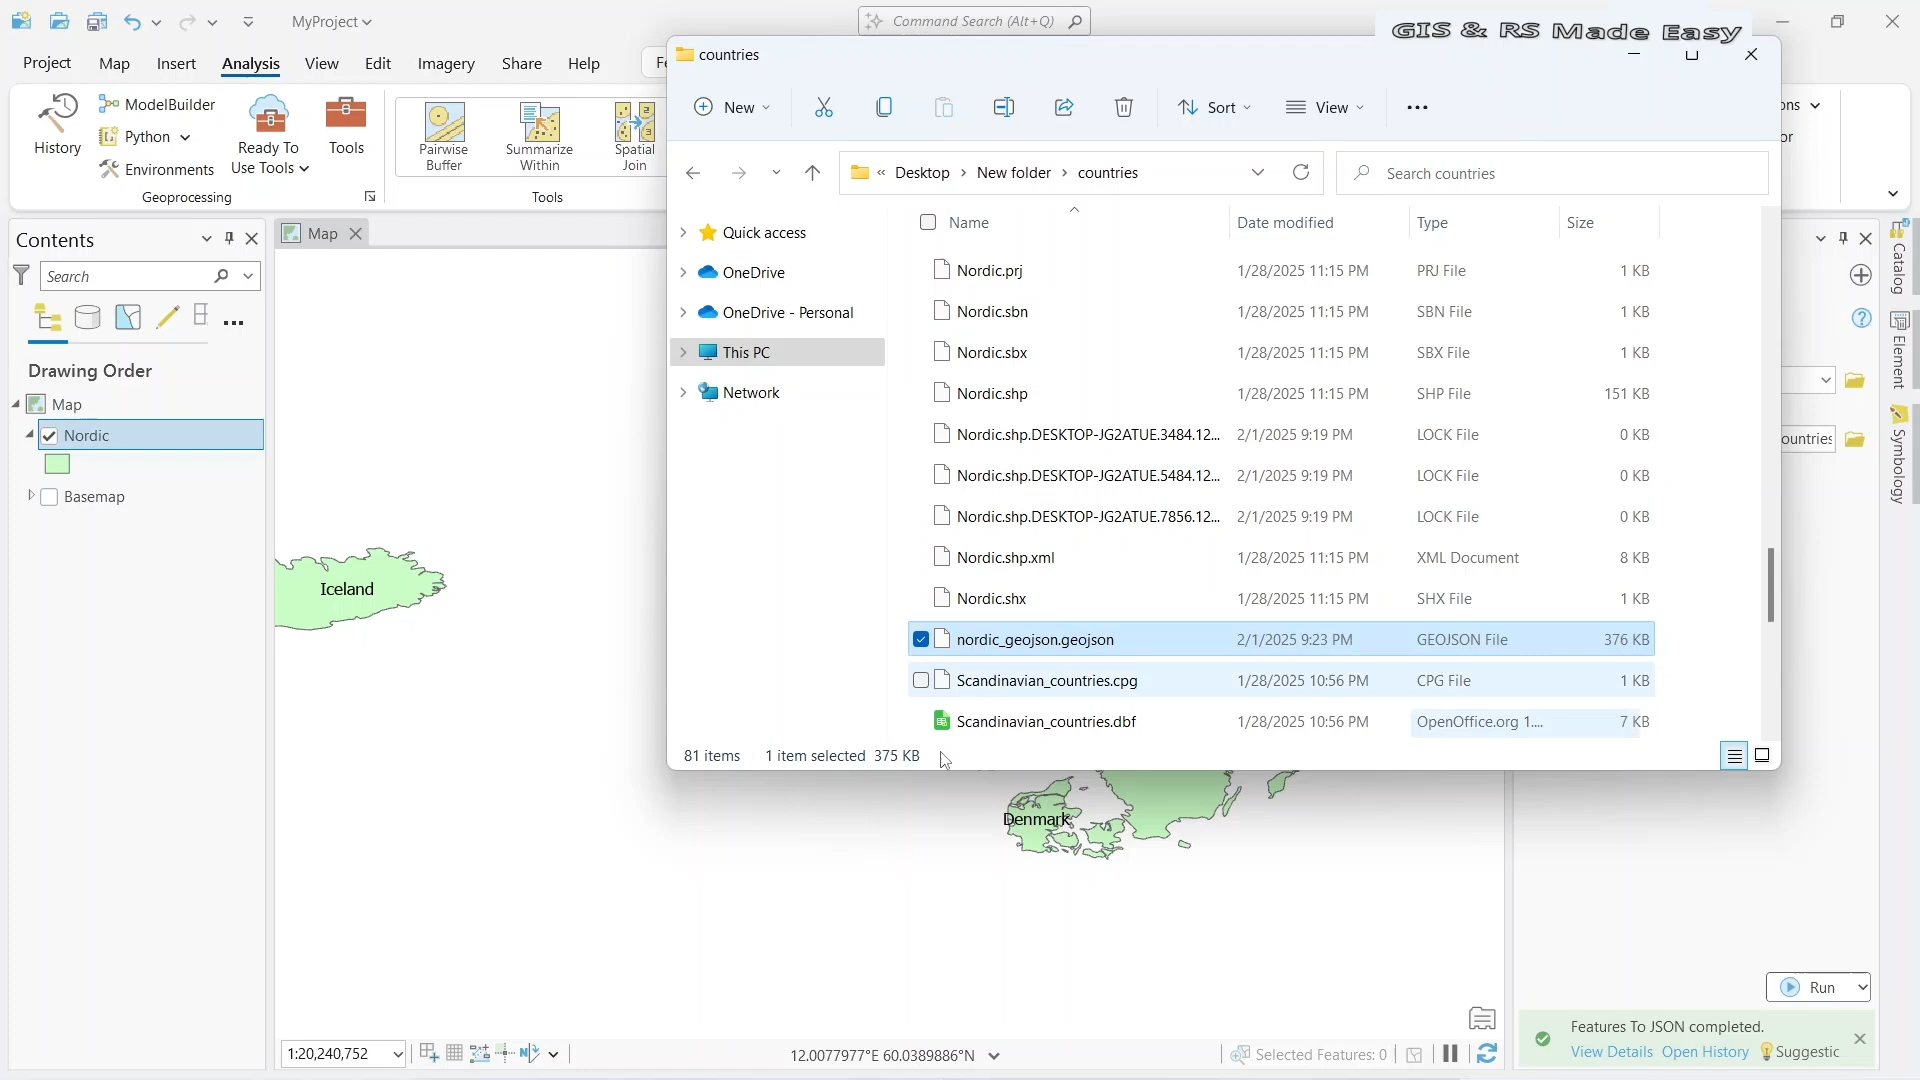 MyProject
Command Search (Alt+Q)
GIS & RS Made Easy
Project
Map
Insert
Analysis
View
Edit
Imagery
Share
Help
History
ModelBuilder
Python
Environments
Geoprocessing
Ready To
Use Tools
Tools
Pairwise
Buffer
Summarize
Within
Spatial
Join
Tools
countries
New
Sort
View
Desktop
New folder
countries
Search countries
Quick access
OneDrive
OneDrive - Personal
This PC
Network
Name Date modified Type Size
Nordic.prj 1/28/2025 11:15 PM PRJ File 1 KB
Nordic.sbn 1/28/2025 11:15 PM SBN File 1 KB
Nordic.sbx 1/28/2025 11:15 PM SBX File 1 KB
Nordic.shp 1/28/2025 11:15 PM SHP File 151 KB
Nordic.shp.DESKTOP-JG2ATUE.3484.12... 2/1/2025 9:19 PM LOCK File 0 KB
Nordic.shp.DESKTOP-JG2ATUE.5484.12... 2/1/2025 9:19 PM LOCK File 0 KB
Nordic.shp.DESKTOP-JG2ATUE.7856.12... 2/1/2025 9:19 PM LOCK File 0 KB
Nordic.shp.xml 1/28/2025 11:15 PM XML Document 8 KB
Nordic.shx 1/28/2025 11:15 PM SHX File 1 KB
nordic_geojson.geojson 2/1/2025 9:23 PM GEOJSON File 376 KB
Scandinavian_countries.cpg 1/28/2025 10:56 PM CPG File 1 KB
Scandinavian_countries.dbf 1/28/2025 10:56 PM OpenOffice.org 1.... 7 KB
81 items 1 item selected 375 KB
Contents
Search
Drawing Order
Map
Nordic
Basemap
Map
Iceland
Denmark
ountries
Catalog
Element
Symbology
Run
Features To JSON completed.
View Details Open History Suggestic
1:20,240,752
12.0077977°E 60.0389886°N
Selected Features: 0